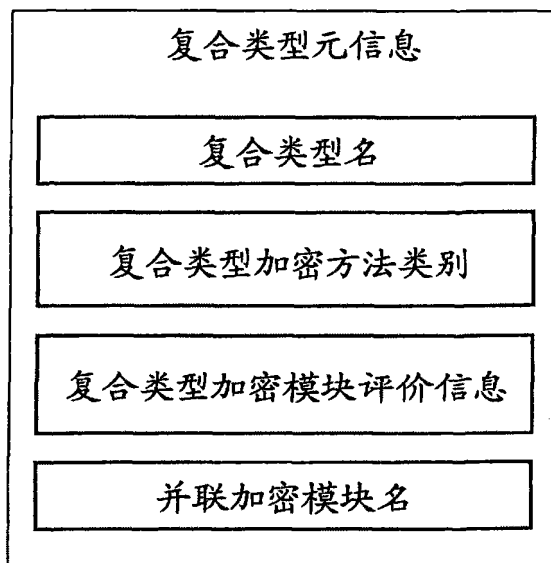 复合类型元信息
复合类型名
复合类型加密方法类别
复合类型加密模块评价信息
并联加密模块名